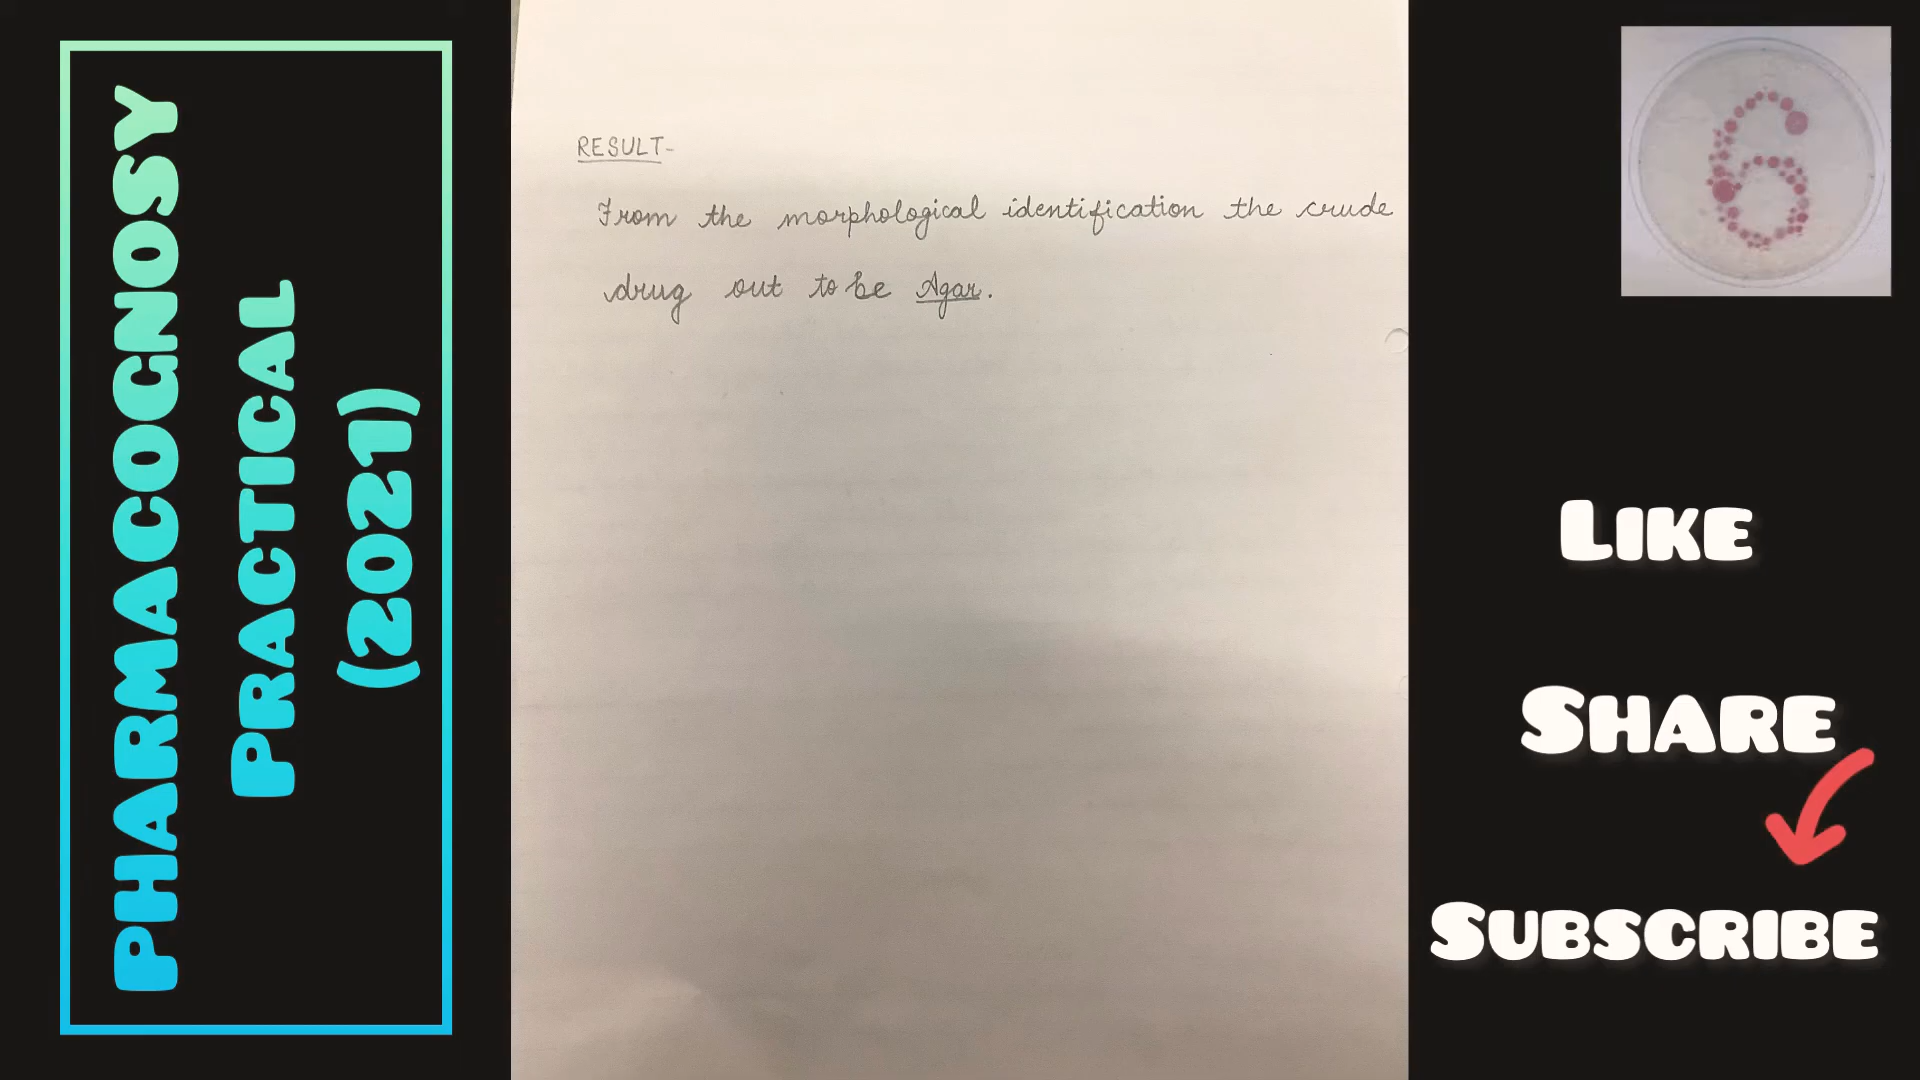 PHARMACOGNOSY
PRACTICAL
(2021)
RESULT-
From the morphological identification the crude
drug out to be Agar.
6
LIKE
SHARE
SUBSCRIBE